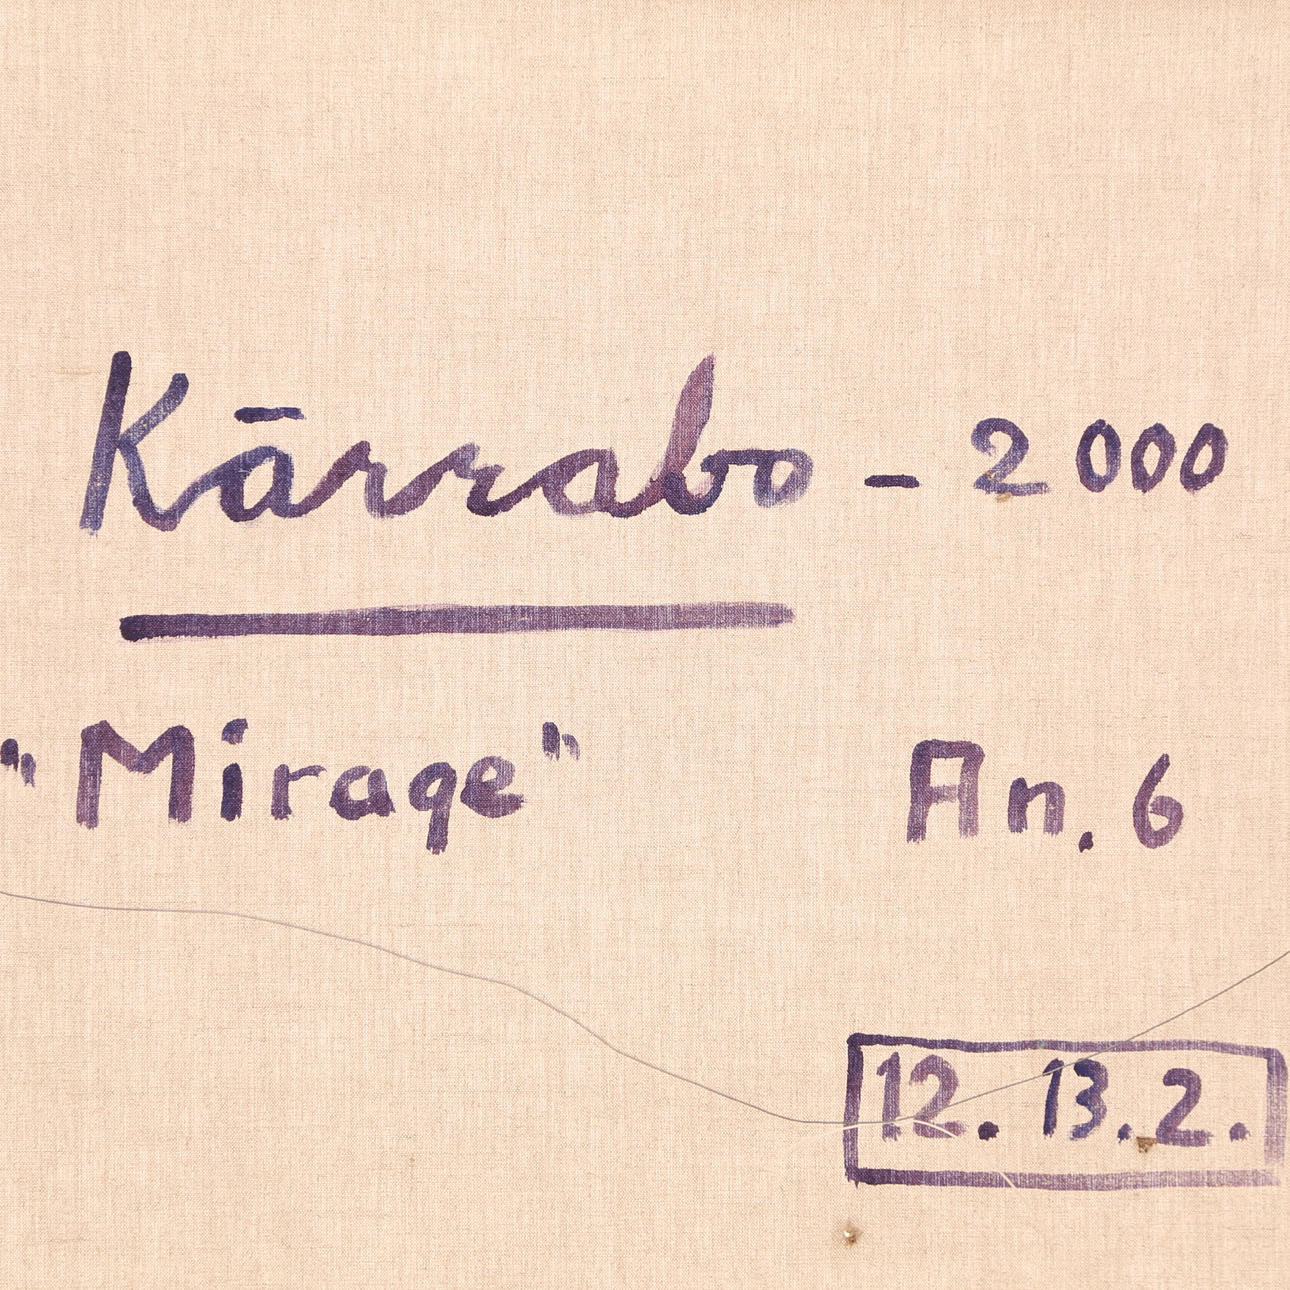 Kārrabo - 2000
"Mirage" An. 6
12. 13. 2.